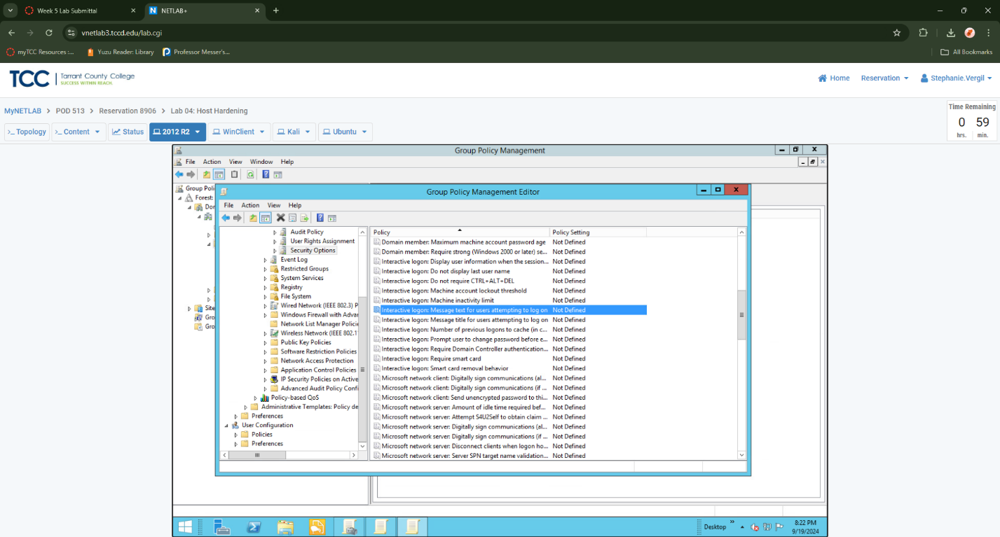 Week 5 Lab Submittal
NETLAB+
vnetlab3.tccd.edu/lab.cgi
myTCC Resources :...
Yuzu Reader: Library
Professor Messer's...
All Bookmarks
TCC
Tarrant County College
SUCCESS WITHIN REACH.
Home
Reservation
Stephanie.Vergil
MyNETLAB > POD 513 > Reservation 8906 > Lab 04: Host Hardening
Time Remaining
0 59
hrs. min.
>_ Topology
>_ Content
Status
2012 R2
WinClient
Kali
Ubuntu
Group Policy Management
File Action View Window Help
Group Poli
Forest:
Dor
Site
Gro
Gro
Group Policy Management Editor
File Action View Help
Audit Policy
User Rights Assignment
Security Options
Event Log
Restricted Groups
System Services
Registry
File System
Wired Network (IEEE 802.3) P
Windows Firewall with Advar
Network List Manager Policie
Wireless Network (IEEE 802.1
Public Key Policies
Software Restriction Policies
Network Access Protection
Application Control Policies
IP Security Policies on Active
Advanced Audit Policy Confi
Policy-based QoS
Administrative Templates: Policy de
Preferences
User Configuration
Policies
Preferences
Policy Policy Setting
Domain member: Maximum machine account password age Not Defined
Domain member: Require strong (Windows 2000 or later) se... Not Defined
Interactive logon: Display user information when the session... Not Defined
Interactive logon: Do not display last user name Not Defined
Interactive logon: Do not require CTRL+ALT+DEL Not Defined
Interactive logon: Machine account lockout threshold Not Defined
Interactive logon: Machine inactivity limit Not Defined
Interactive logon: Message text for users attempting to log on Not Defined
Interactive logon: Message title for users attempting to log on Not Defined
Interactive logon: Number of previous logons to cache (in c... Not Defined
Interactive logon: Prompt user to change password before e... Not Defined
Interactive logon: Require Domain Controller authentication... Not Defined
Interactive logon: Require smart card Not Defined
Interactive logon: Smart card removal behavior Not Defined
Microsoft network client: Digitally sign communications (al... Not Defined
Microsoft network client: Digitally sign communications (if ... Not Defined
Microsoft network client: Send unencrypted password to thi... Not Defined
Microsoft network server: Amount of idle time required bef... Not Defined
Microsoft network server: Attempt S4U2Self to obtain claim ... Not Defined
Microsoft network server: Digitally sign communications (al... Not Defined
Microsoft network server: Digitally sign communications (if ... Not Defined
Microsoft network server: Disconnect clients when logon ho... Not Defined
Microsoft network server: Server SPN target name validation... Not Defined
Desktop
8:22 PM
9/19/2024